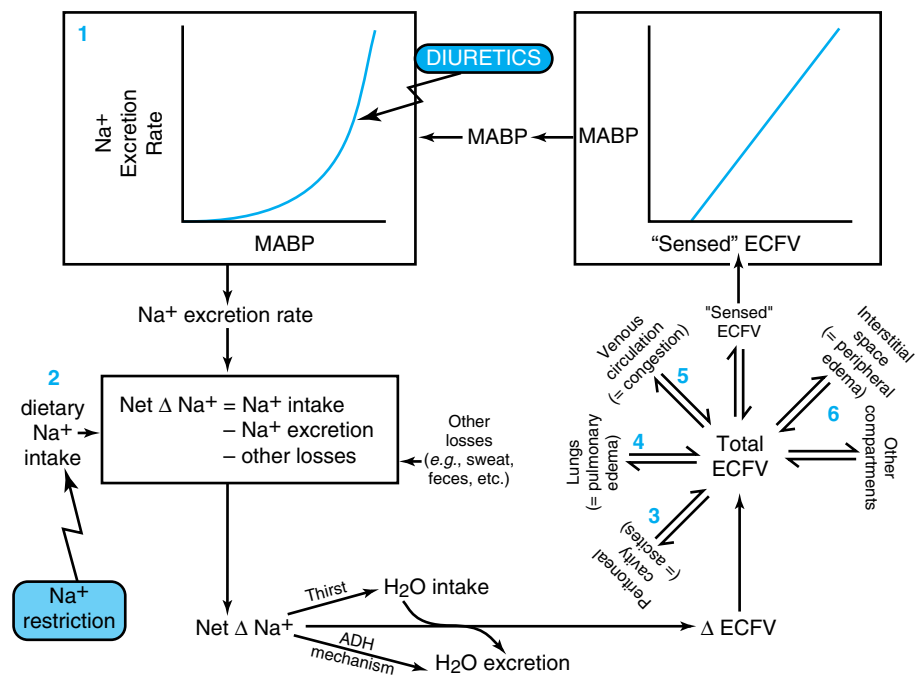 1
DIURETICS
Na+
Excretion
Rate
MABP
MABP
MABP
"Sensed" ECFV
Na+ excretion rate
2
dietary
Na+
intake
Net Δ Na+ = Na+ intake
– Na+ excretion
– other losses
Other
losses
(e.g., sweat,
feces, etc.)
Na+
restriction
Net Δ Na+
Thirst
H2O intake
ADH
mechanism
H2O excretion
Δ ECFV
"Sensed"
ECFV
Venous
circulation
(= congestion)
5
Interstitial
space
(= peripheral
edema)
6
Lungs
(= pulmonary
edema)
4
Total
ECFV
Other
compartments
3
Peritoneal
cavity
(= ascites)